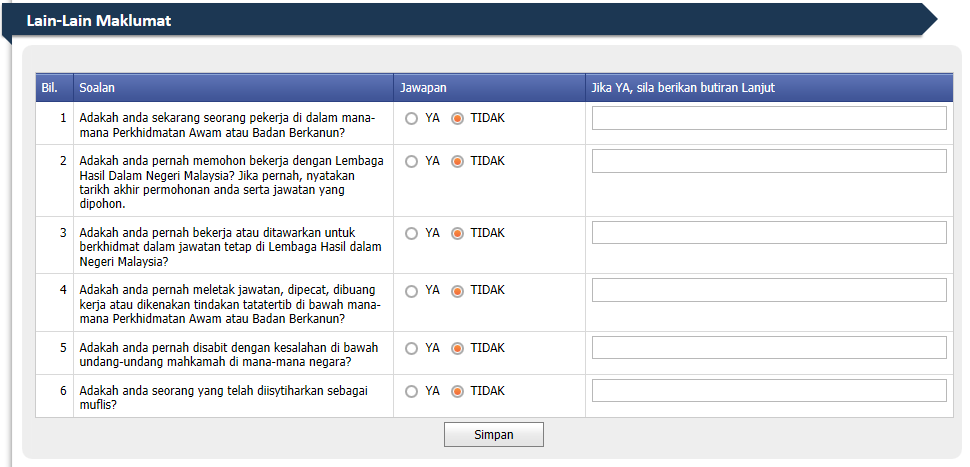 Lain-Lain Maklumat
Bil. Soalan Jawapan Jika YA, sila berikan butiran Lanjut
1 Adakah anda sekarang seorang pekerja di dalam mana- YA TIDAK
mana Perkhidmatan Awam atau Badan Berkanun?
2 Adakah anda pernah memohon bekerja dengan Lembaga YA TIDAK
Hasil Dalam Negeri Malaysia? Jika pernah, nyatakan
tarikh akhir permohonan anda serta jawatan yang
dipohon.
3 Adakah anda pernah bekerja atau ditawarkan untuk YA TIDAK
berkhidmat dalam jawatan tetap di Lembaga Hasil dalam
Negeri Malaysia?
4 Adakah anda pernah meletak jawatan, dipecat, dibuang YA TIDAK
kerja atau dikenakan tindakan tatatertib di bawah mana-
mana Perkhidmatan Awam atau Badan Berkanun?
5 Adakah anda pernah disabit dengan kesalahan di bawah YA TIDAK
undang-undang mahkamah di mana-mana negara?
6 Adakah anda seorang yang telah diisytiharkan sebagai YA TIDAK
muflis?
Simpan